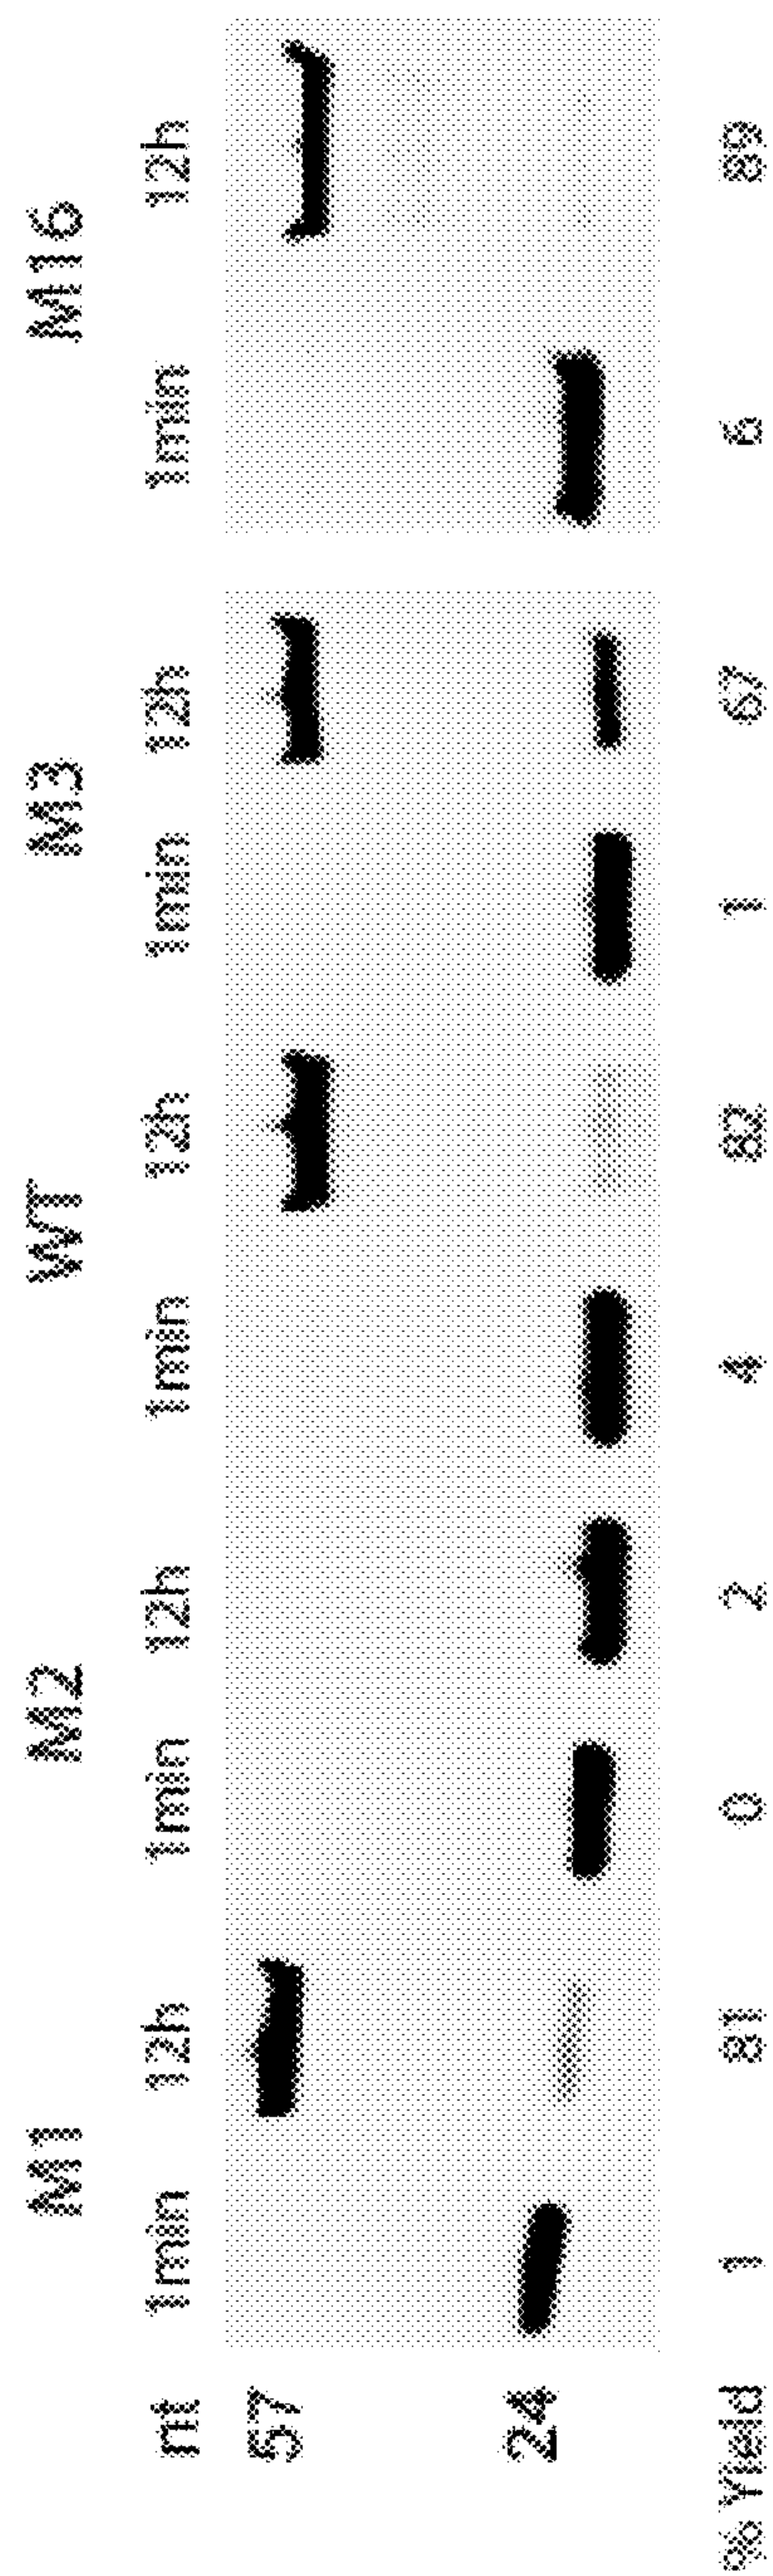 M1 M2 WT M3 M16
nt 1min 12h 1min 12h 1min 12h 1min 12h 1min 12h
57
24
% Yield 1 81 0 2 4 82 1 67 6 89